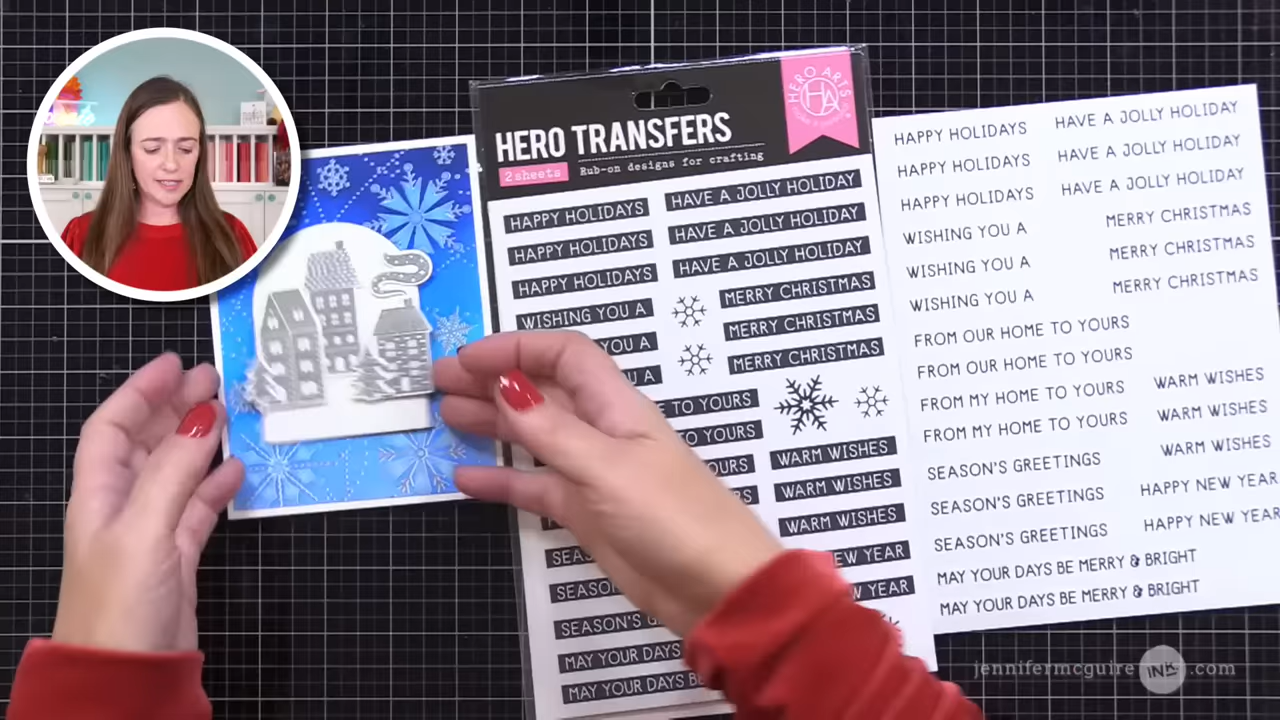 HERO TRANSFERS
2 sheets
Rub-on designs for crafting
HERO ARTS
HA
HAPPY HOLIDAYS
HAVE A JOLLY HOLIDAY
HAPPY HOLIDAYS
HAVE A JOLLY HOLIDAY
HAPPY HOLIDAYS
HAVE A JOLLY HOLIDAY
WISHING YOU A
MERRY CHRISTMAS
YOU A
MERRY CHRISTMAS
MERRY CHRISTMAS
TO YOURS
TO YOURS
WARM WISHES
WARM WISHES
WARM WISHES
YEAR
YEAR
SEASON'S
MAY YOUR DAYS
MAY YOUR DAYS
HAPPY HOLIDAYS
HAVE A JOLLY HOLIDAY
HAPPY HOLIDAYS
HAVE A JOLLY HOLIDAY
HAPPY HOLIDAYS
HAVE A JOLLY HOLIDAY
WISHING YOU A
MERRY CHRISTMAS
WISHING YOU A
MERRY CHRISTMAS
WISHING YOU A
MERRY CHRISTMAS
FROM OUR HOME TO YOURS
FROM OUR HOME TO YOURS
FROM MY HOME TO YOURS
WARM WISHES
FROM MY HOME TO YOURS
WARM WISHES
SEASON'S GREETINGS
WARM WISHES
SEASON'S GREETINGS
HAPPY NEW YEAR
SEASON'S GREETINGS
HAPPY NEW YEAR
MAY YOUR DAYS BE MERRY & BRIGHT
MAY YOUR DAYS BE MERRY & BRIGHT
jennifermcguire INK .com